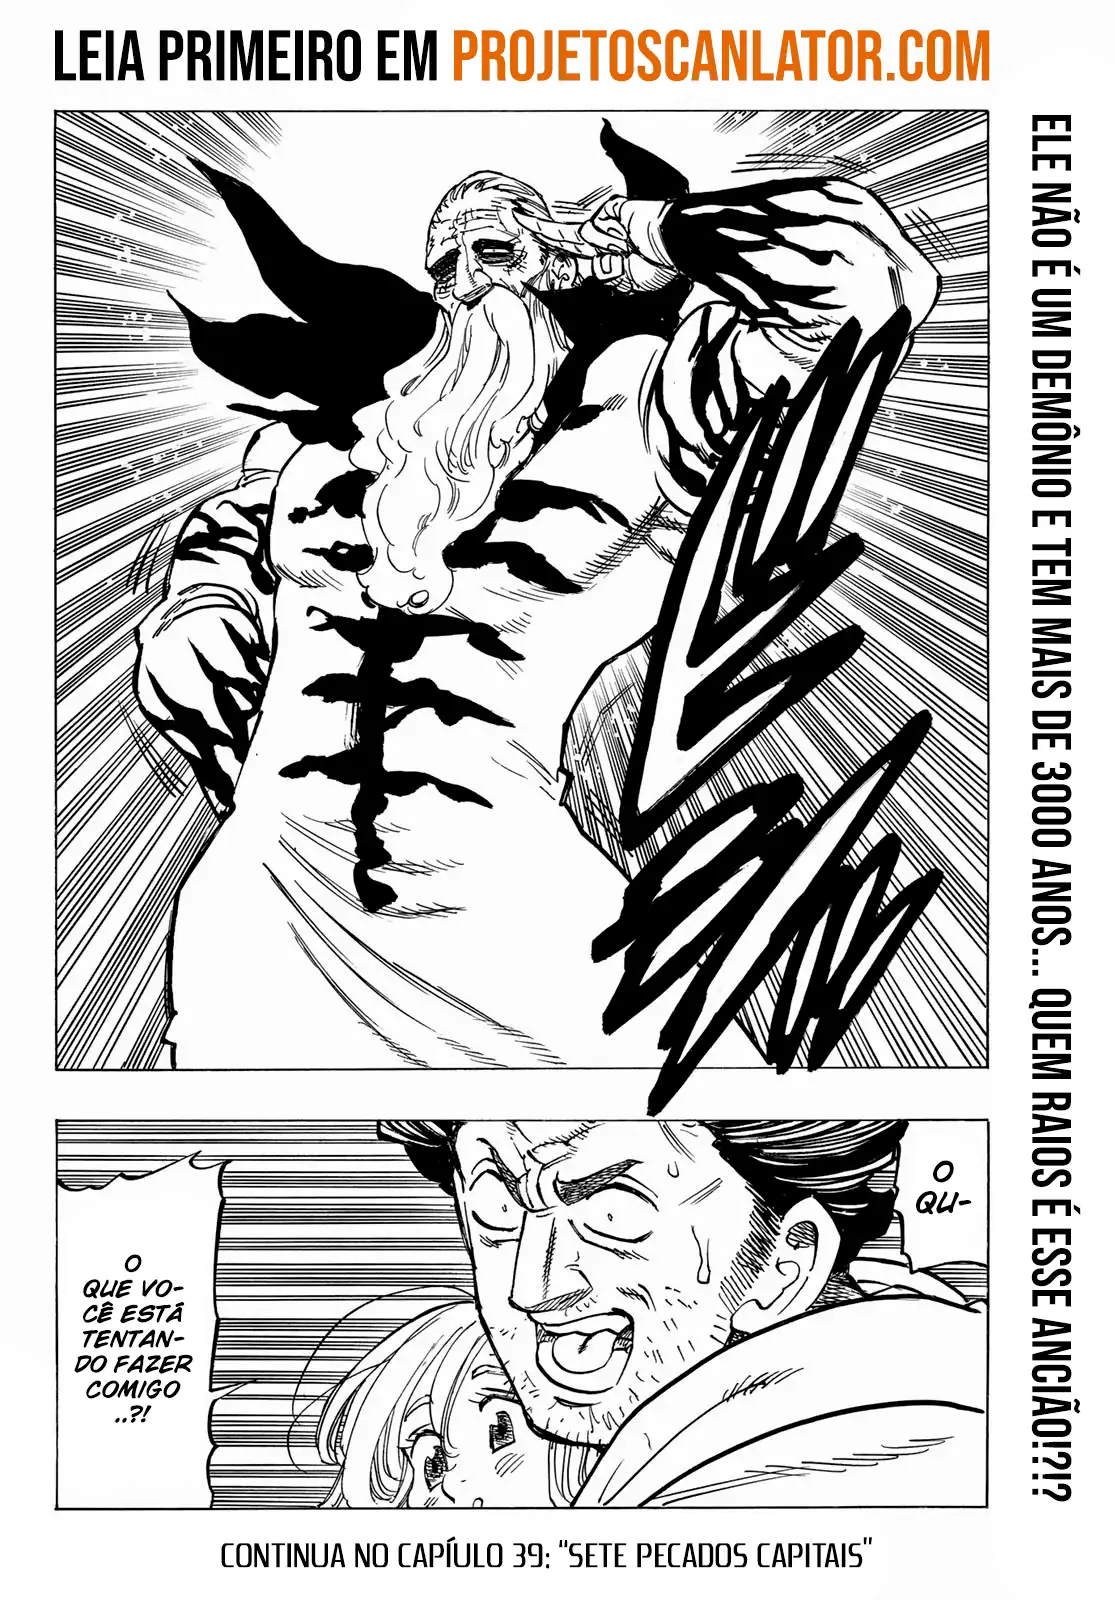 LEIA PRIMEIRO EM PROJETOSCANLATOR.COM
ELE NÃO É UM DEMÔNIO E TEM MAIS DE 3000 ANOS... QUEM RAIOS É ESSE ANCIÃO!?!?
O
QU-
O
QUE VO-
CÊ ESTÁ
TENTAN-
DO FAZER
COMIGO
..?!
CONTINUA NO CAPÍULO 39: “SETE PECADOS CAPITAIS”